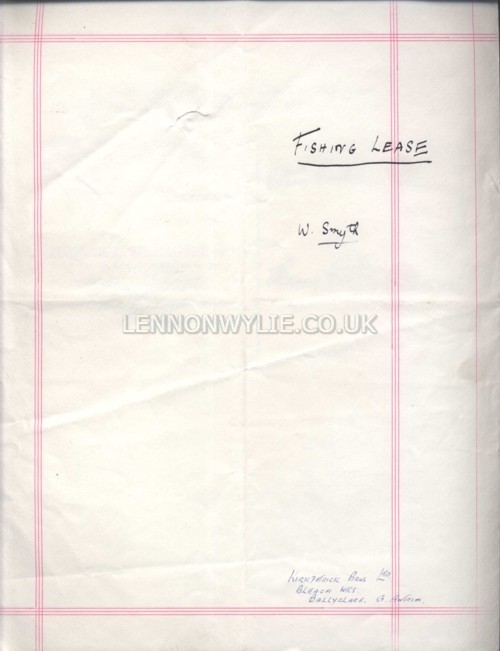 FISHING LEASE
W. Smyth
LENNONWYLIE.CO.UK
KIRKPATRICK BROS LTD
BLEACH WKS.
BALLYCLARE. Co. ANTRIM.